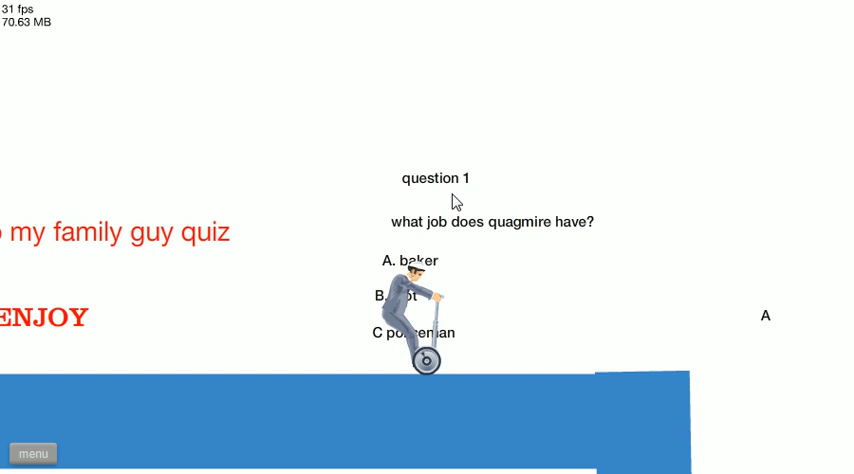 31 fps
70.63 MB
question 1
what job does quagmire have?
my family guy quiz
A. baker
B.
ENJOY
A
C
menu